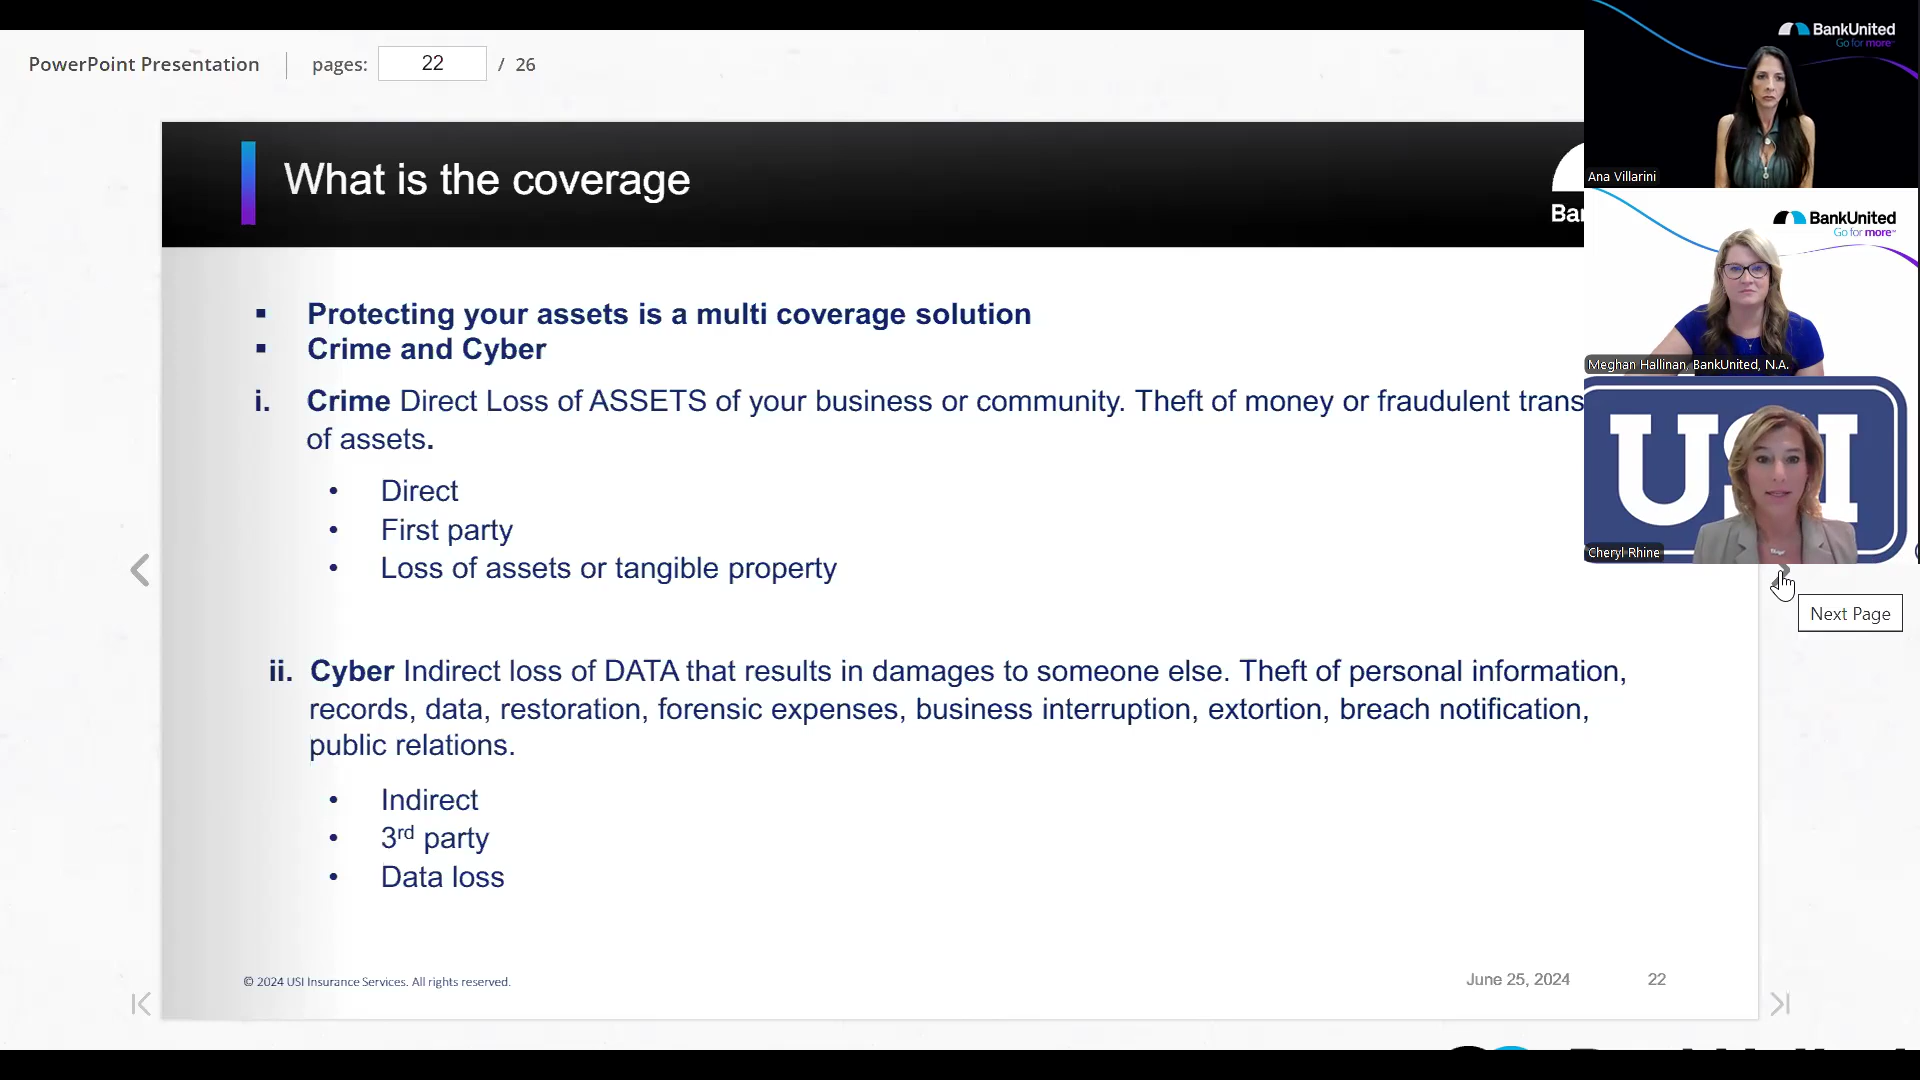 PowerPoint Presentation
pages:
22
/ 26
BankUnited
Go for more
Ana Villarini
What is the coverage
BankUnited
Go for more
Meghan Hallinan, BankUnited, N.A.
Protecting your assets is a multi coverage solution
Crime and Cyber
i. Crime Direct Loss of ASSETS of your business or community. Theft of money or fraudulent
of assets.
USI
Cheryl Rhine
• Direct
• First party
• Loss of assets or tangible property
Next Page
ii. Cyber Indirect loss of DATA that results in damages to someone else. Theft of personal information,
records, data, restoration, forensic expenses, business interruption, extortion, breach notification,
public relations.
• Indirect
• 3rd party
• Data loss
© 2024 USI Insurance Services. All rights reserved.
June 25, 2024
22